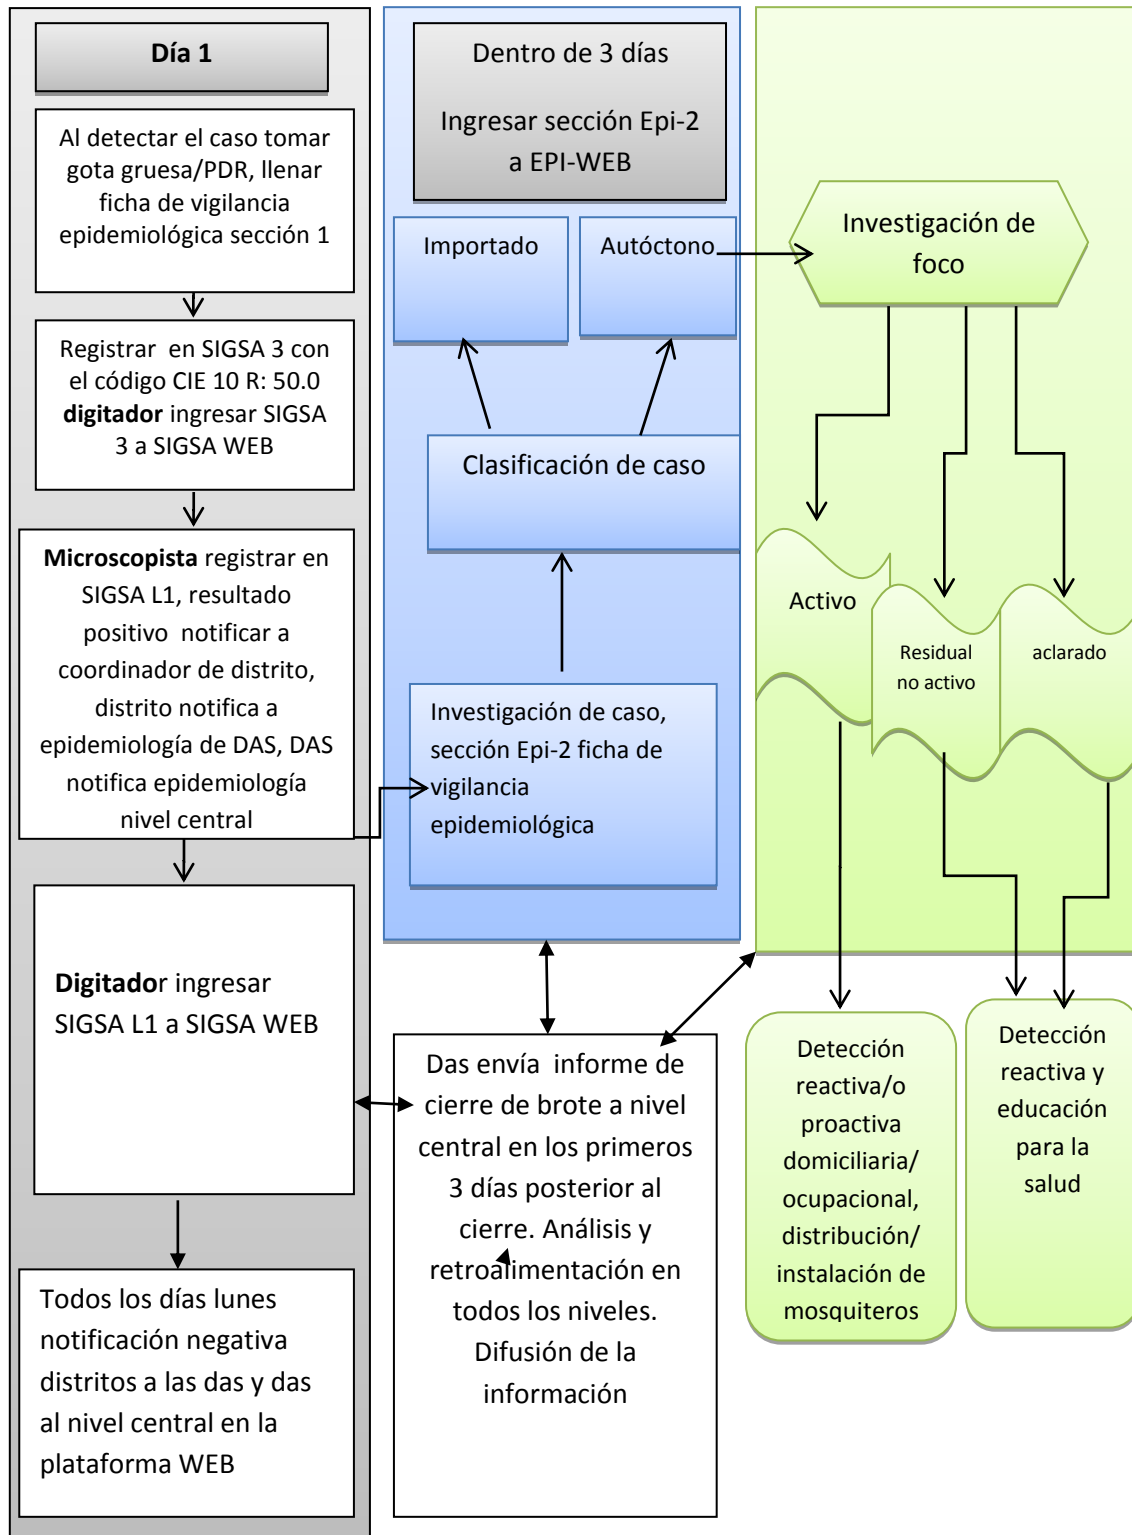 Día 1
Al detectar el caso tomar
gota gruesa/PDR, llenar
ficha de vigilancia
epidemiológica sección 1
Registrar en SIGSA 3 con
el código CIE 10 R: 50.0
digitador ingresar SIGSA
3 a SIGSA WEB
Microscopista registrar en
SIGSA L1, resultado
positivo notificar a
coordinador de distrito,
distrito notifica a
epidemiología de DAS, DAS
notifica epidemiología
nivel central
Digitador ingresar
SIGSA L1 a SIGSA WEB
Todos los días lunes
notificación negativa
distritos a las das y das
al nivel central en la
plataforma WEB
Dentro de 3 días
Ingresar sección Epi-2
a EPI-WEB
Importado
Autóctono
Clasificación de caso
Investigación de caso,
sección Epi-2 ficha de
vigilancia
epidemiológica
Das envía informe de
cierre de brote a nivel
central en los primeros
3 días posterior al
cierre. Análisis y
retroalimentación en
todos los niveles.
Difusión de la
información
Investigación de
foco
Activo
Residual
no activo
aclarado
Detección
reactiva/o
proactiva
domiciliaria/
ocupacional,
distribución/
instalación de
mosquiteros
Detección
reactiva y
educación
para la
salud